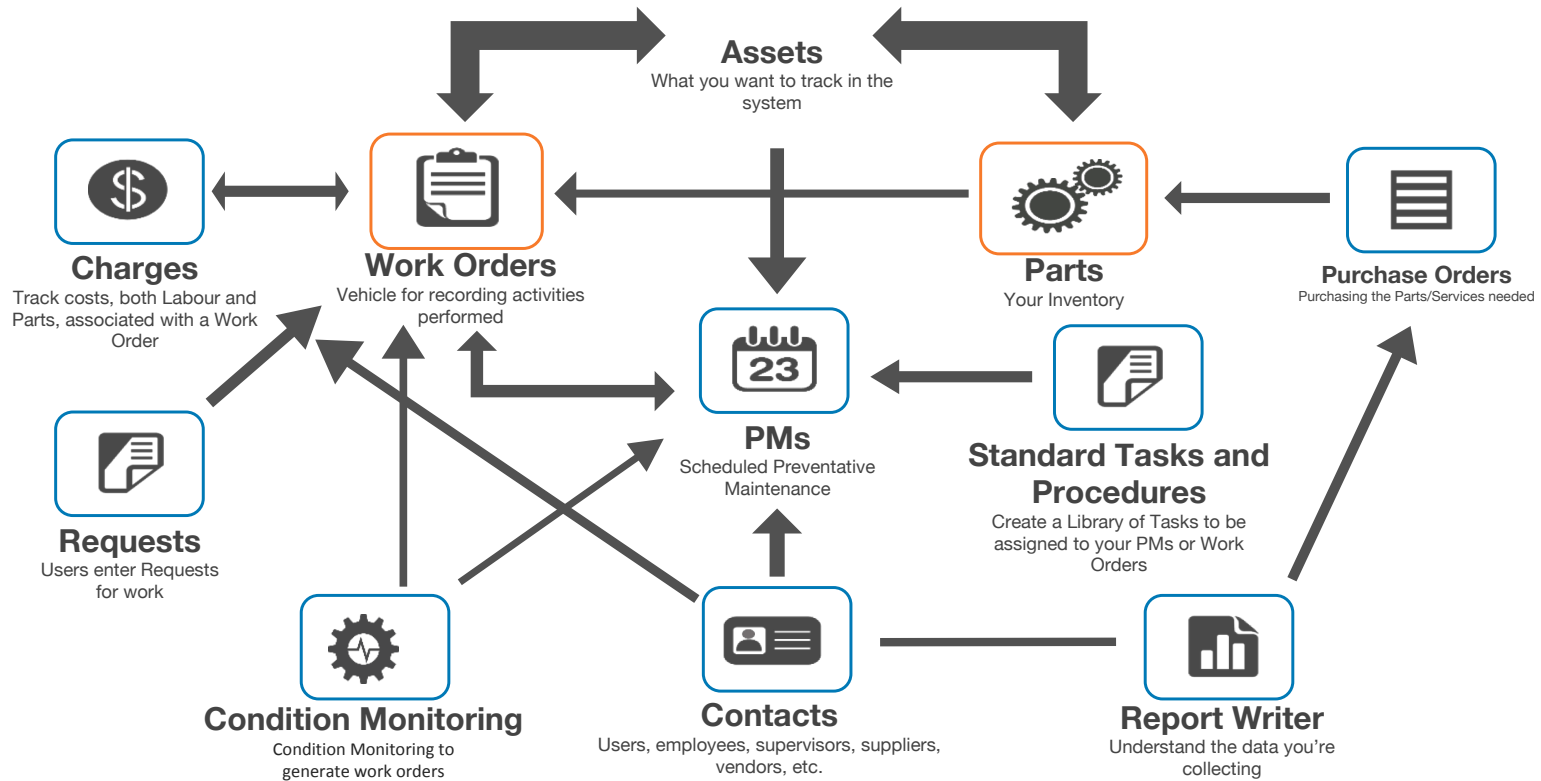 Assets
What you want to track in the
system
$
Charges
Track costs, both Labour and
Parts, associated with a Work
Order
Work Orders
Vehicle for recording activities
performed
Parts
Your Inventory
Purchase Orders
Purchasing the Parts/Services needed
23
PMs
Scheduled Preventative
Maintenance
Standard Tasks and
Procedures
Create a Library of Tasks to be
assigned to your PMs or Work
Orders
Requests
Users enter Requests
for work
Condition Monitoring
Condition Monitoring to
generate work orders
Contacts
Users, employees, supervisors, suppliers,
vendors, etc.
Report Writer
Understand the data you’re
collecting